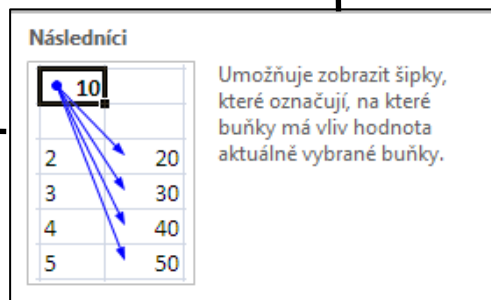 Následníci
10
2 20
3 30
4 40
5 50
Umožňuje zobrazit šipky,
které označují, na které
buňky má vliv hodnota
aktuálně vybrané buňky.